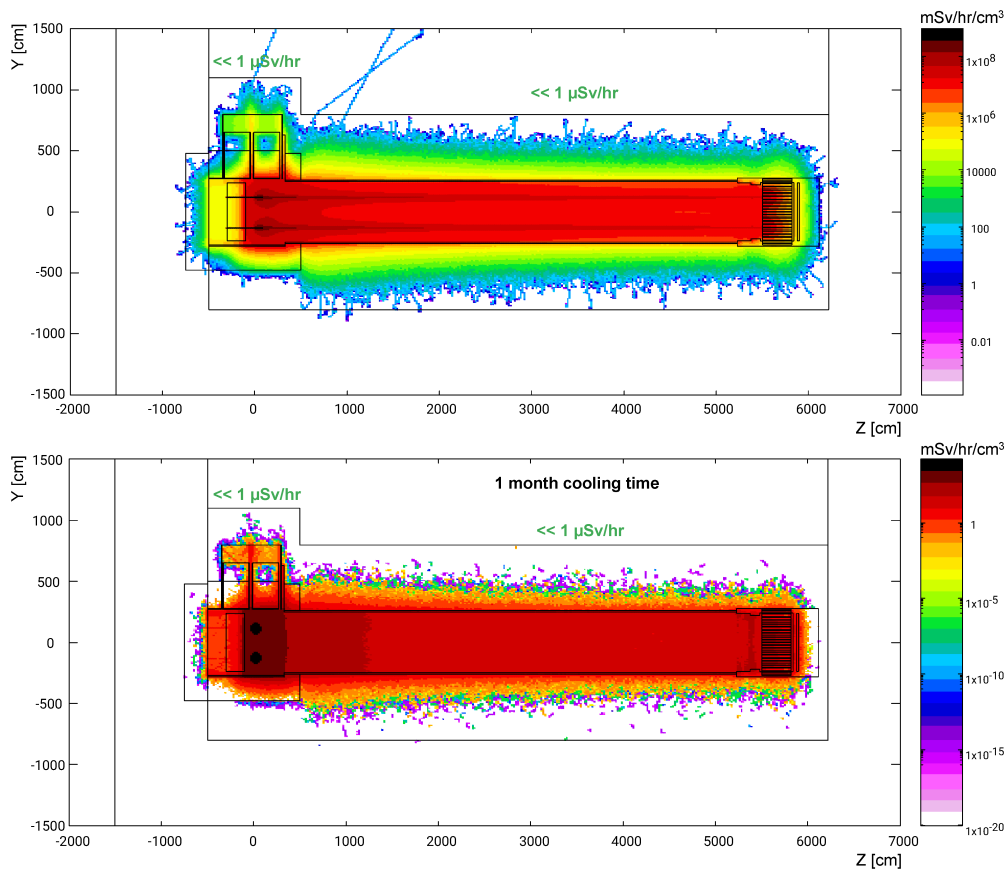 mSv/hr/cm³
Y [cm]
1500
1000
500
0
-500
-1000
-1500
<< 1 µSv/hr
<< 1 µSv/hr
1x10⁸
1x10⁶
10000
100
1
0.01
-2000 -1000 0 1000 2000 3000 4000 5000 6000 7000
Z [cm]
mSv/hr/cm³
Y [cm]
1500
1000
500
0
-500
-1000
-1500
1 month cooling time
<< 1 µSv/hr
<< 1 µSv/hr
1
1x10⁻⁵
1x10⁻¹⁰
1x10⁻¹⁵
1x10⁻²⁰
-2000 -1000 0 1000 2000 3000 4000 5000 6000 7000
Z [cm]